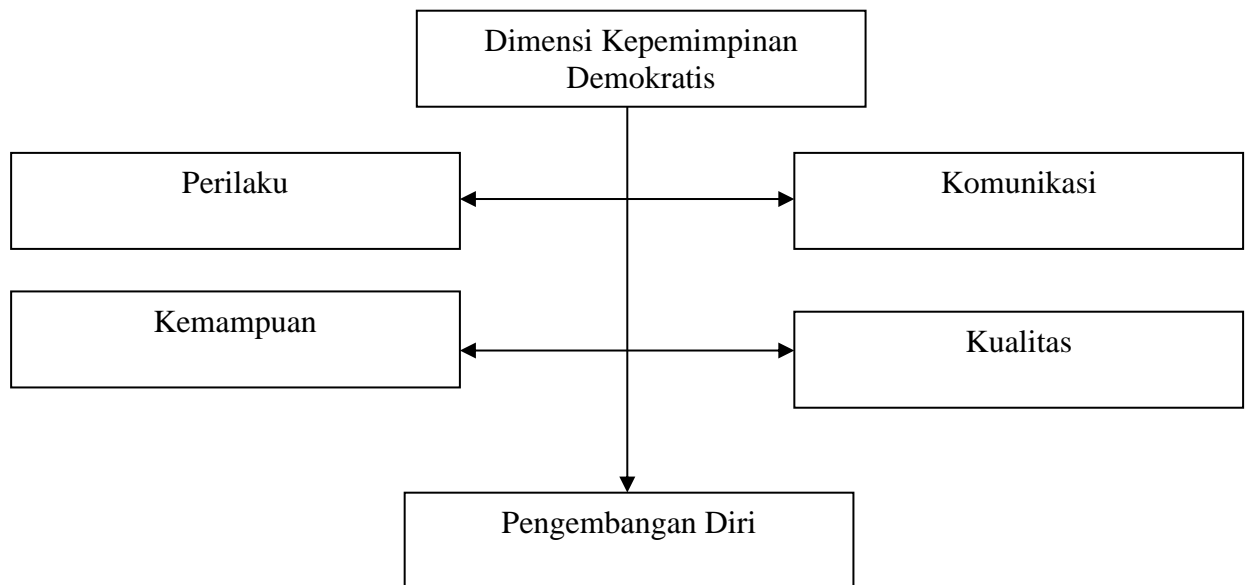 Dimensi Kepemimpinan
Demokratis
Perilaku
Komunikasi
Kemampuan
Kualitas
Pengembangan Diri